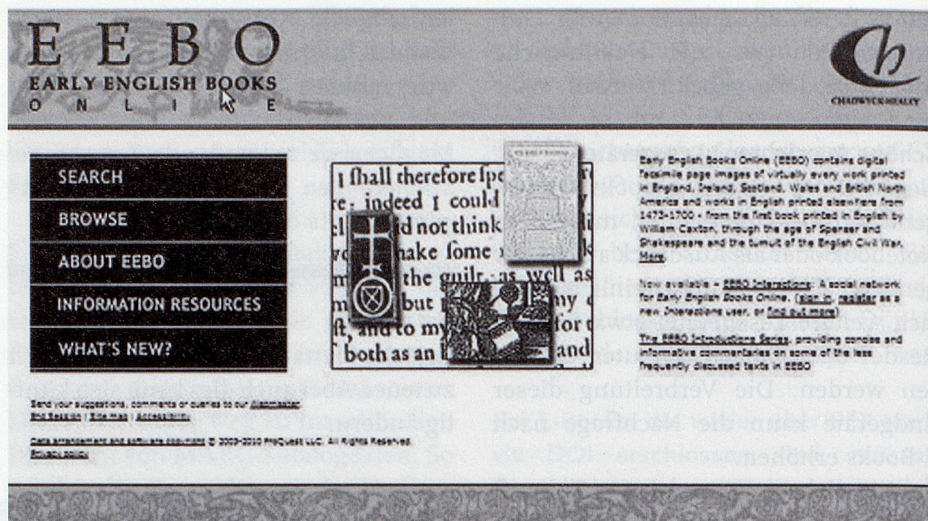 EEBO
EARLY ENGLISH BOOKS
ONLINE
Ch
CHADWYCK-HEALEY
SEARCH
BROWSE
ABOUT EEBO
INFORMATION RESOURCES
WHAT'S NEW?
I ſhall therefore ſpe
re; indeed I could
did not think
make ſome
the well as
but my
ſt, and to my for
both as an and
Early English Books Online (EEBO) contains digital
facsimile page images of virtually every work printed
in England, Ireland, Scotland, Wales and British North
America and works in English printed elsewhere from
1473-1700 - from the first book printed in English by
William Caxton, through the age of Spenser and
Shakespeare and the tumult of the English Civil War.
More
Now available - EEBO Interactions: A social network
for Early English Books Online. (sign in, register as a
new Interactions user, or find out more)
The EEBO Introductions Series, providing concise and
informative commentaries on some of the less
frequently discussed texts in EEBO
Send your suggestions, comments or queries to our Webmaster.
End Session | Site Map | Accessibility
Data arrangement and software copyright © 2003-2010 ProQuest LLC. All Rights Reserved.
Privacy policy